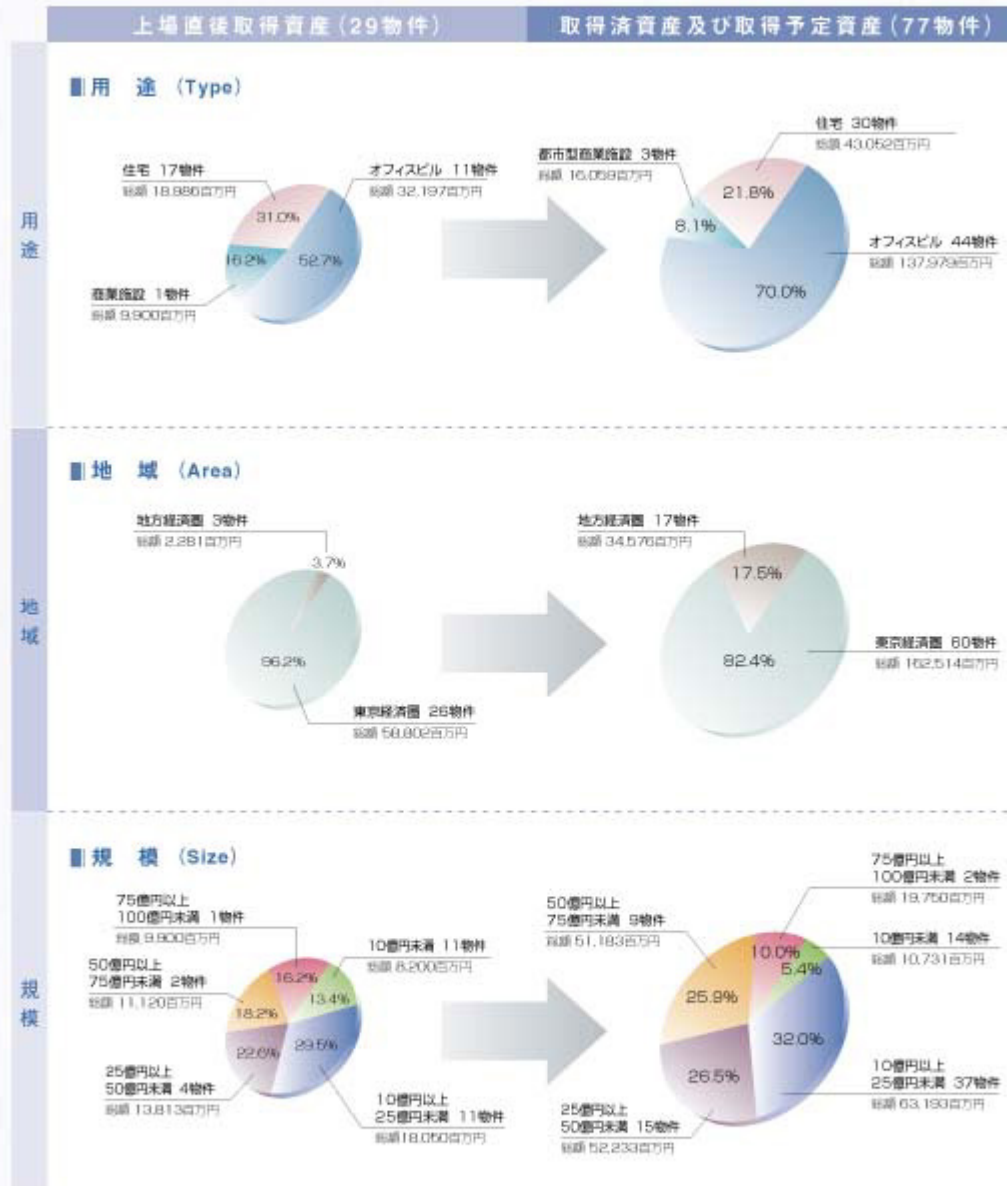 上場直後取得資産(29物件)
取得済資産及び取得予定資産(77物件)
用途
用 途 (Type)
住宅 17物件
総額 18,986百万円
オフィスビル 11物件
総額 32,197百万円
商業施設 1物件
総額 9,900百万円
31.0%
16.2%
52.7%
都市型商業施設 3物件
総額 16,059百万円
住宅 30物件
総額 43,052百万円
オフィスビル 44物件
総額 137,979百万円
21.8%
8.1%
70.0%
地域
地 域 (Area)
地方経済圏 3物件
総額 2,281百万円
3.7%
96.2%
東京経済圏 26物件
総額 58,802百万円
地方経済圏 17物件
総額 34,576百万円
17.5%
82.4%
東京経済圏 60物件
総額 162,514百万円
規模
規 模 (Size)
75億円以上
100億円未満 1物件
総額 9,900百万円
10億円未満 11物件
総額 8,200百万円
50億円以上
75億円未満 2物件
総額 11,120百万円
25億円以上
50億円未満 4物件
総額 13,813百万円
10億円以上
25億円未満 11物件
総額18,050百万円
16.2%
13.4%
18.2%
22.6%
29.5%
75億円以上
100億円未満 2物件
総額 19,750百万円
50億円以上
75億円未満 9物件
総額 51,183百万円
10億円未満 14物件
総額 10,731百万円
10億円以上
25億円未満 37物件
総額 63,193百万円
25億円以上
50億円未満 15物件
総額 52,233百万円
10.0%
5.4%
25.9%
32.0%
26.5%